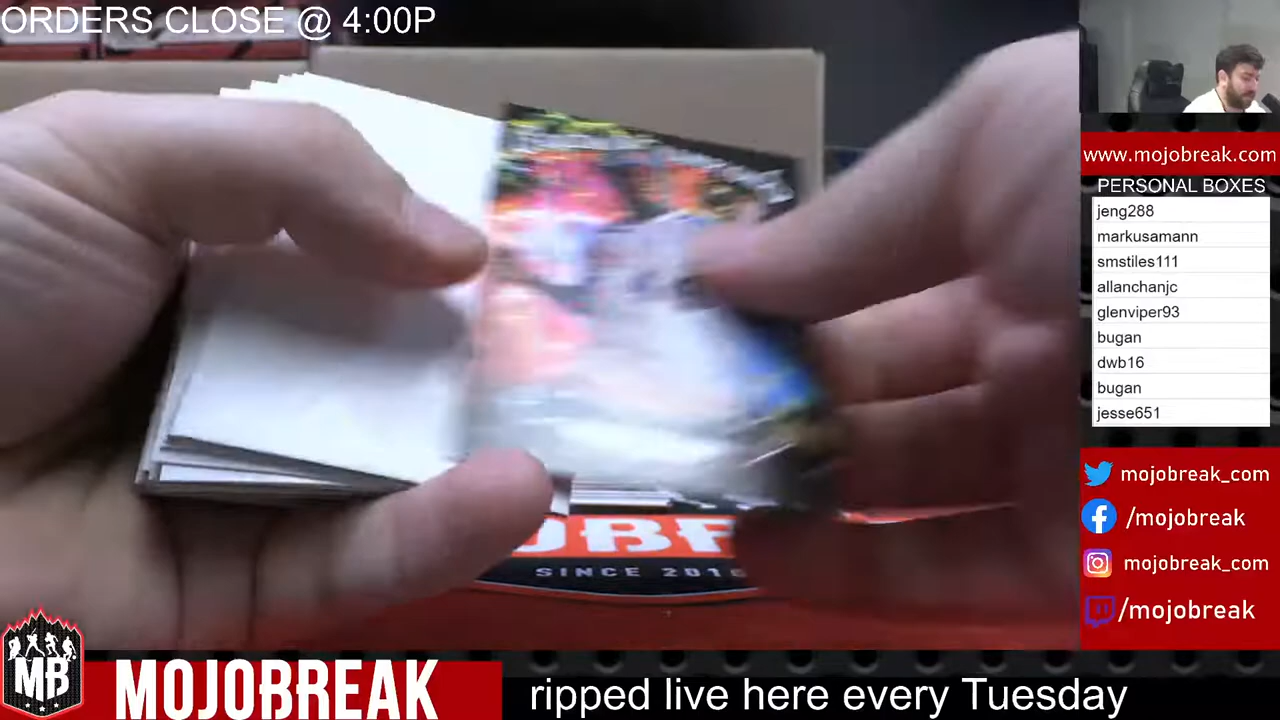 ORDERS CLOSE @ 4:00P
www.mojobreak.com
PERSONAL BOXES
jeng288
markusamann
smstiles111
allanchanjc
glenviper93
bugan
dwb16
bugan
jesse651
mojobreak_com
/mojobreak
mojobreak_com
/mojobreak
SINCE 201
MB
MOJOBREAK
ripped live here every Tuesday